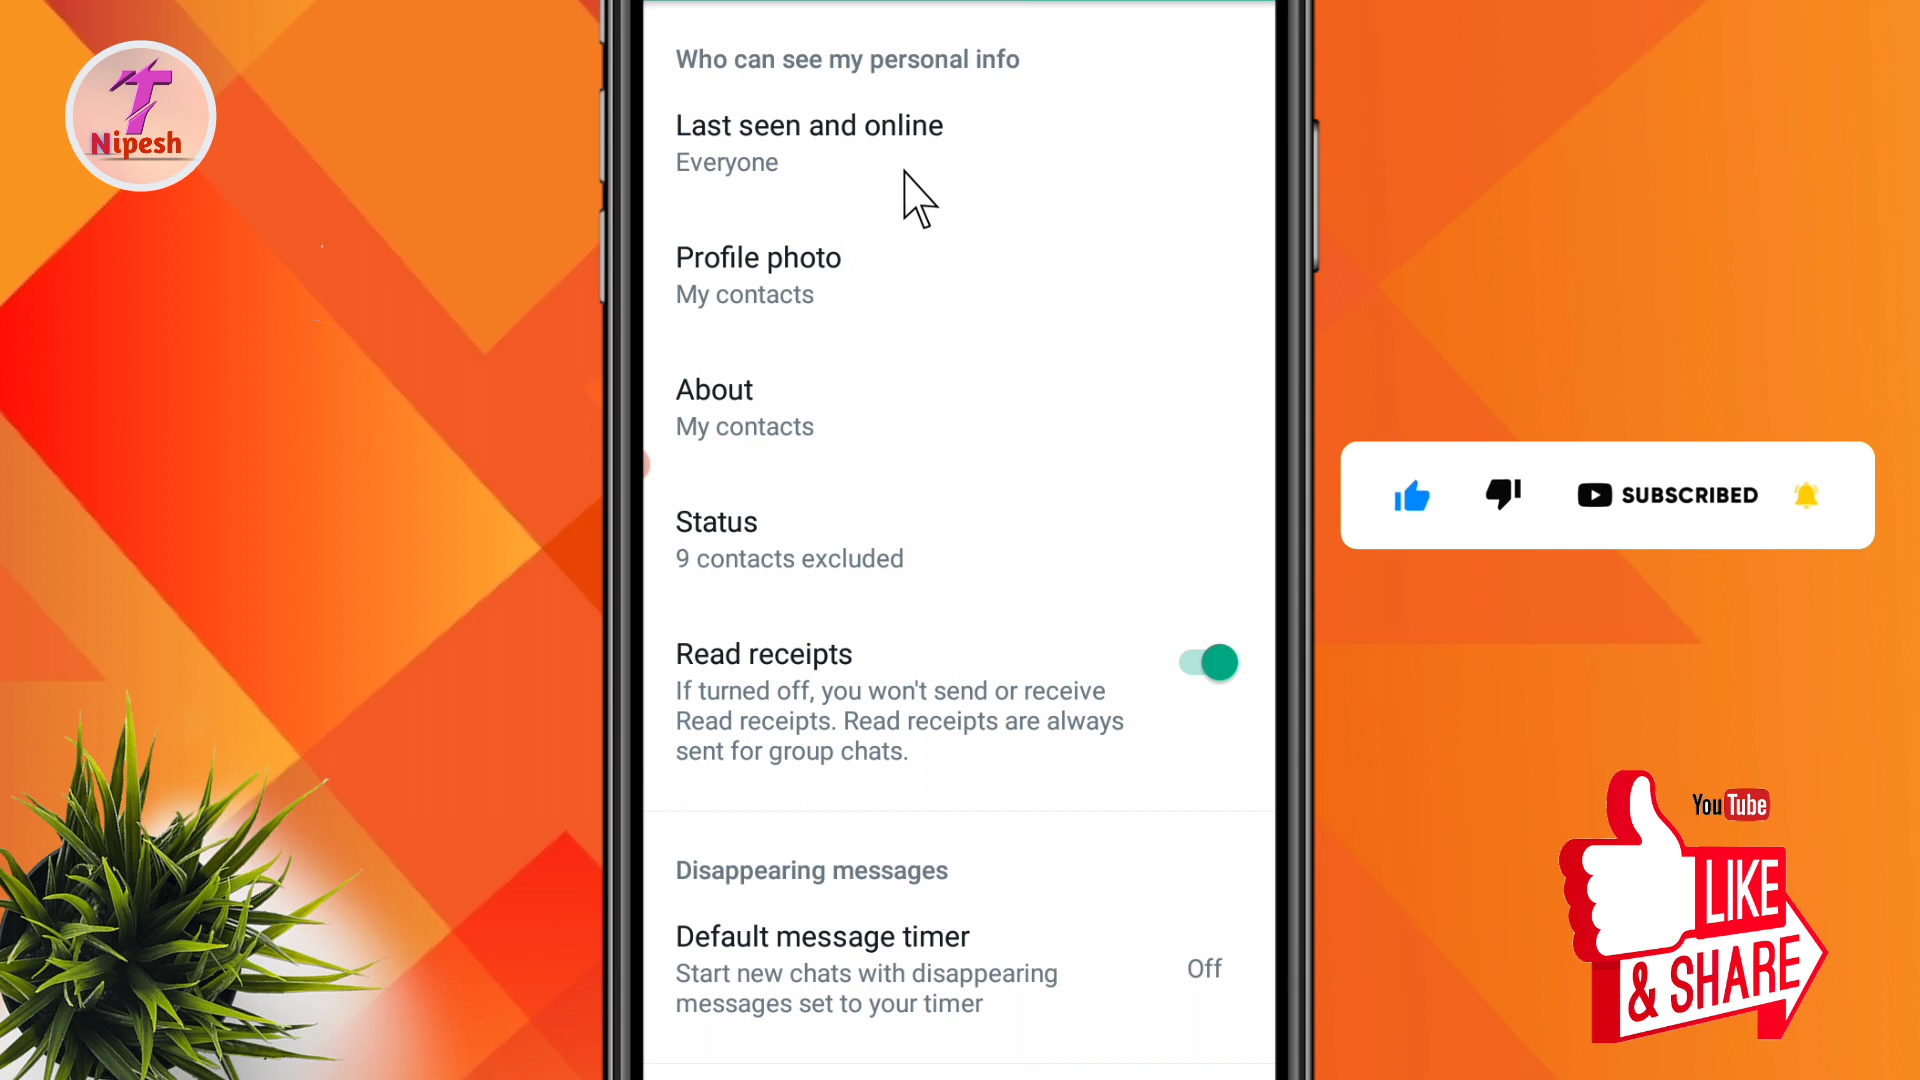 T
Nipesh
Who can see my personal info
Last seen and online
Everyone
Profile photo
My contacts
About
My contacts
Status
9 contacts excluded
Read receipts
If turned off, you won't send or receive
Read receipts. Read receipts are always
sent for group chats.
Disappearing messages
Default message timer
Start new chats with disappearing
messages set to your timer
Off
SUBSCRIBED
YouTube
LIKE
& SHARE